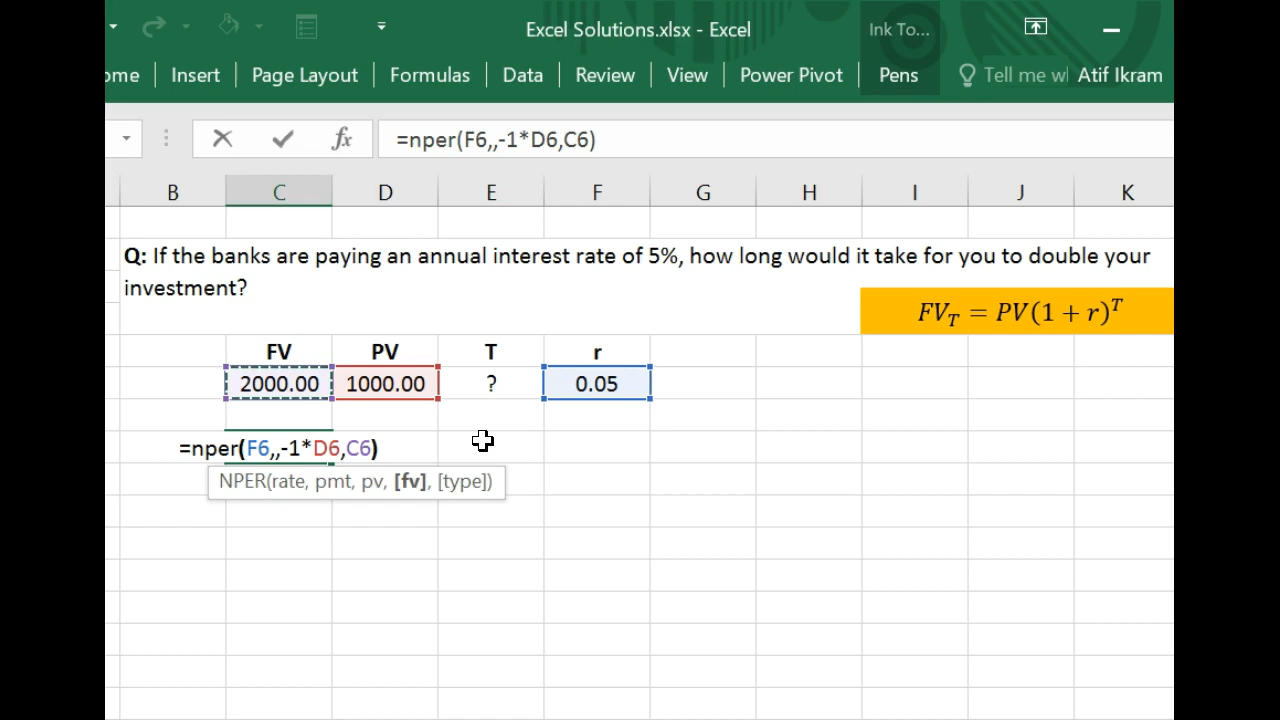 Excel Solutions.xlsx - Excel
Ink To...
ome Insert Page Layout Formulas Data Review View Power Pivot Pens Tell me w Atif Ikram
fx =nper(F6,,-1*D6,C6)
B C D E F G H I J K
Q: If the banks are paying an annual interest rate of 5%, how long would it take for you to double your
investment?
FV_T = PV(1 + r)^T
FV PV T r
2000.00 1000.00 ? 0.05
=nper(F6,,-1*D6,C6)
NPER(rate, pmt, pv, [fv], [type])